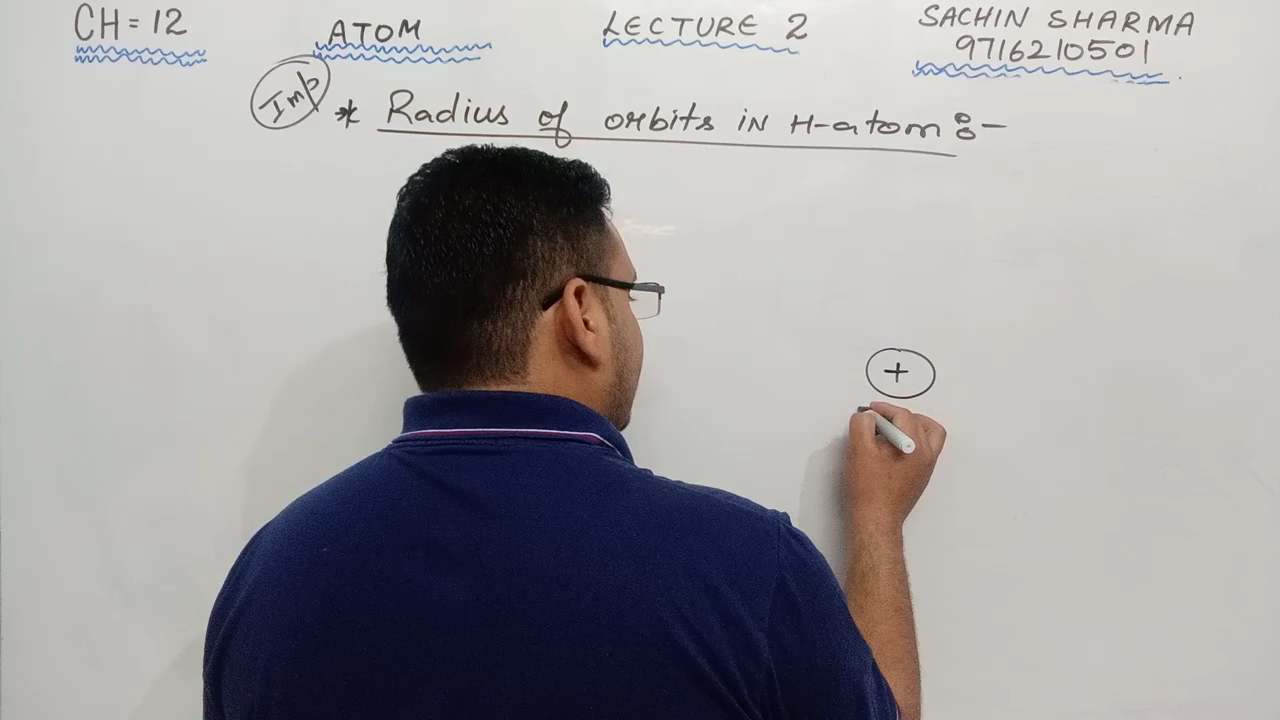 CH = 12
ATOM
LECTURE 2
SACHIN SHARMA
9716210501
Imp * Radius of orbits in H-atom :-
+